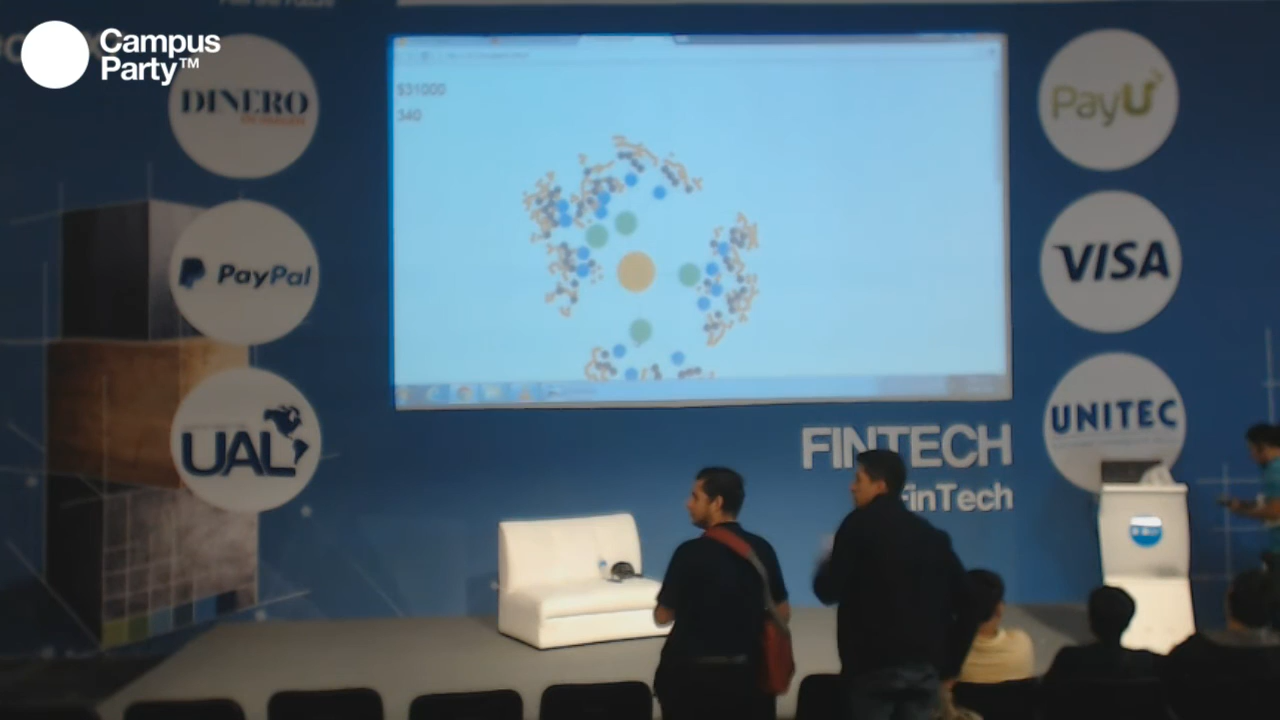 Campus
Party™
DINERO
PayPal
UAL
$31000
340
PayU
VISA
UNITEC
FINTECH
FinTech